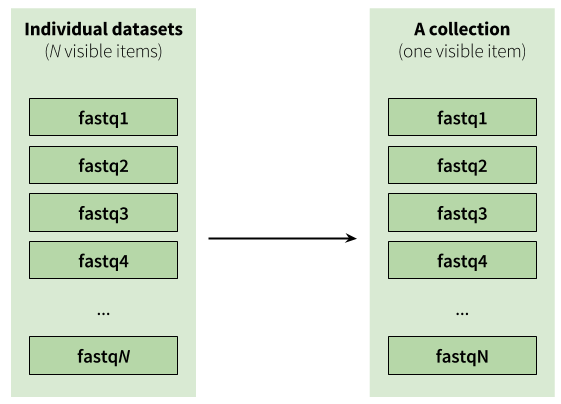 Individual datasets
(N visible items)
fastq1
fastq2
fastq3
fastq4
...
fastqN
A collection
(one visible item)
fastq1
fastq2
fastq3
fastq4
...
fastqN